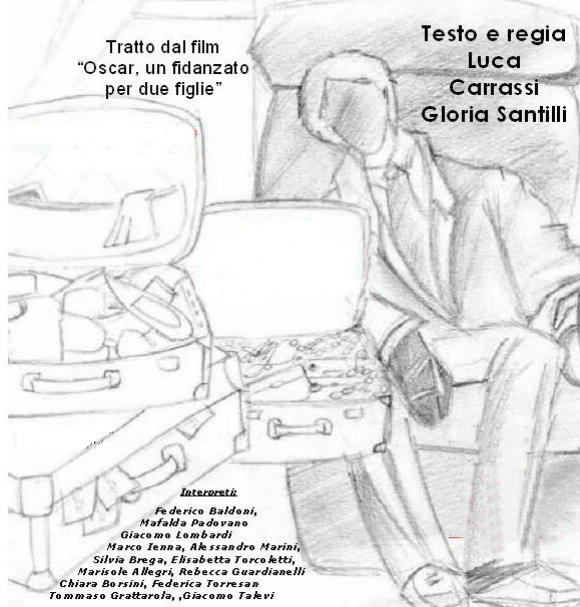 Tratto dal film
“Oscar, un fidanzato
per due figlie”
Testo e regia
Luca
Carrassi
Gloria Santilli
Interpreti:
Federico Baldoni,
Mafalda Padovano
Giacomo Lombardi
Marco Ienna, Alessandro Marini,
Silvia Brega, Elisabetta Torcoletti,
Marisole Allegri, Rebecca Guardianelli
Chiara Borsini, Federica Torresan
Tommaso Grattarola, ,Giacomo Talevi